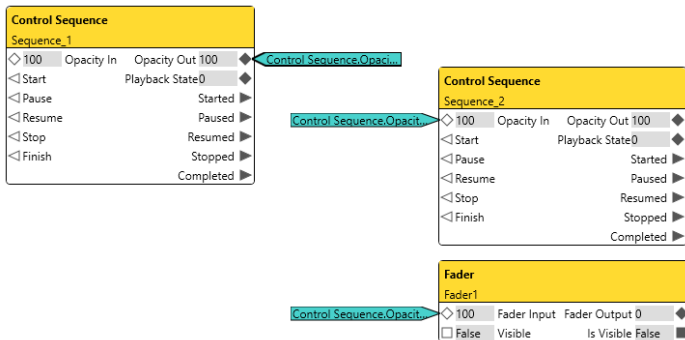 Control Sequence
Sequence_1
100 Opacity In Opacity Out 100
Control Sequence.Opaci...
Start Playback State 0
Pause Started
Resume Paused
Stop Resumed
Finish Stopped
Completed
Control Sequence
Sequence_2
Control Sequence.Opacit...
100 Opacity In Opacity Out 100
Start Playback State 0
Pause Started
Resume Paused
Stop Resumed
Finish Stopped
Completed
Fader
Fader1
Control Sequence.Opacit...
100 Fader Input Fader Output 0
False Visible Is Visible False